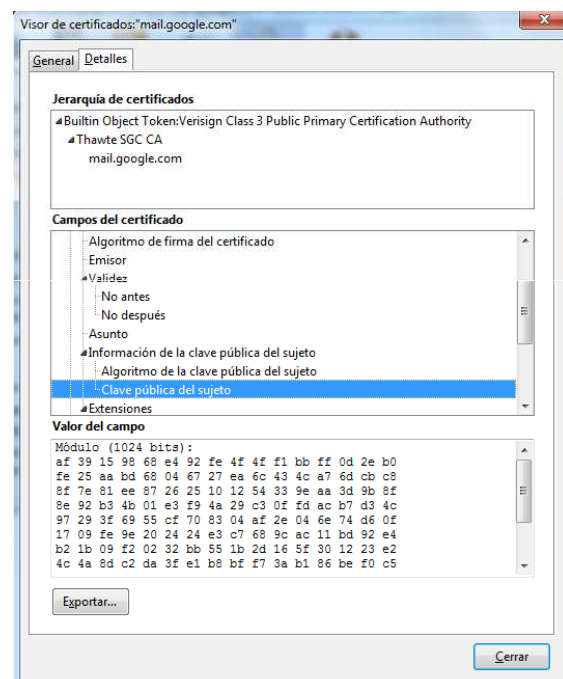 Visor de certificados:"mail.google.com"
General Detalles
Jerarquía de certificados
Builtin Object Token:Verisign Class 3 Public Primary Certification Authority
Thawte SGC CA
mail.google.com
Campos del certificado
Algoritmo de firma del certificado
Emisor
Validez
No antes
No después
Asunto
Información de la clave pública del sujeto
Algoritmo de la clave pública del sujeto
Clave pública del sujeto
Extensiones
Valor del campo
Módulo (1024 bits):
af 39 15 98 68 e4 92 fe 4f 4f f1 bb ff 0d 2e b0
fe 25 aa bd 68 04 67 27 ea 6c 43 4c a7 6d cb c8
8f 7e 81 ee 87 26 25 10 12 54 33 9e aa 3d 9b 8f
8e 92 b3 4b 01 e3 f9 4a 29 c3 0f fd ac b7 d3 4c
97 29 3f 69 55 cf 70 83 04 af 2e 04 6e 74 d6 0f
17 09 fe 9e 20 24 24 e3 c7 68 9c ac 11 bd 92 e4
b2 1b 09 f2 02 32 bb 55 1b 2d 16 5f 30 12 23 e2
4c 4a 8d c2 da 3f e1 b8 bf f7 3a b1 86 be f0 c5
Exportar...
Cerrar